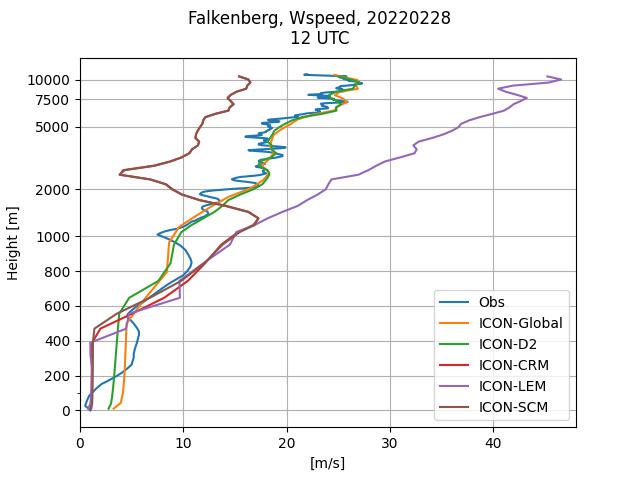 Falkenberg, Wspeed, 20220228
12 UTC
10000
7500
5000
2000
1000
800
600
400
200
0
Height [m]
Obs
ICON-Global
ICON-D2
ICON-CRM
ICON-LEM
ICON-SCM
0 10 20 30 40
[m/s]